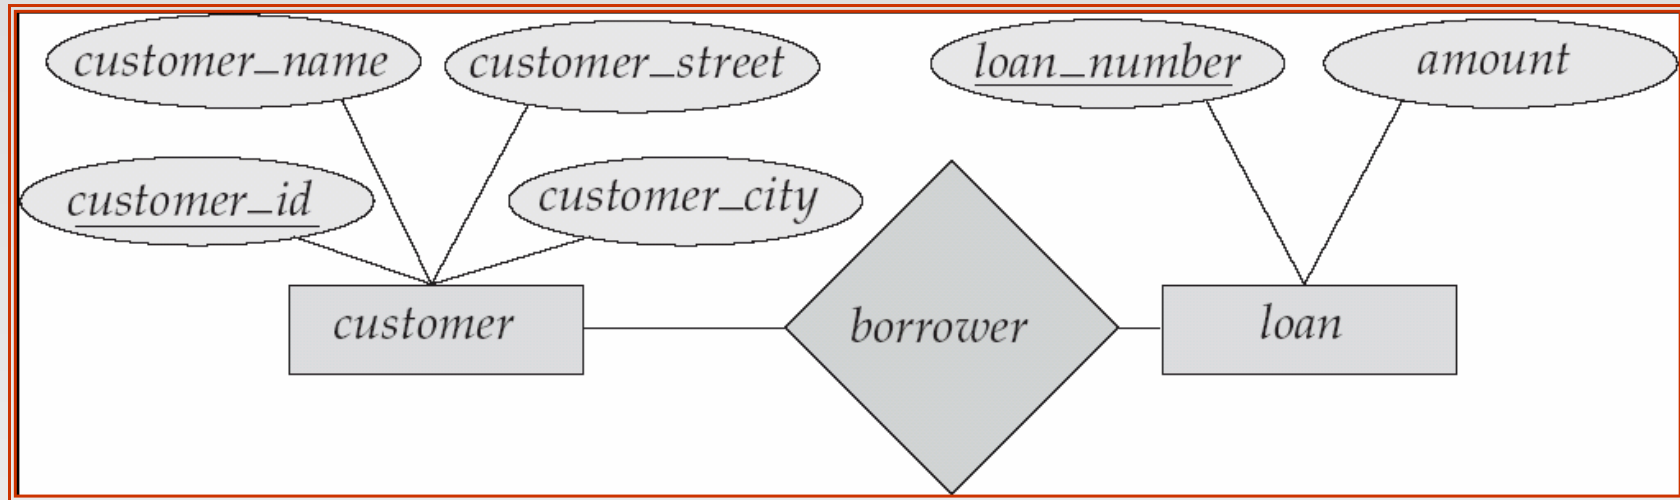 customer_name
customer_street
loan_number
amount
customer_id
customer_city
customer
borrower
loan